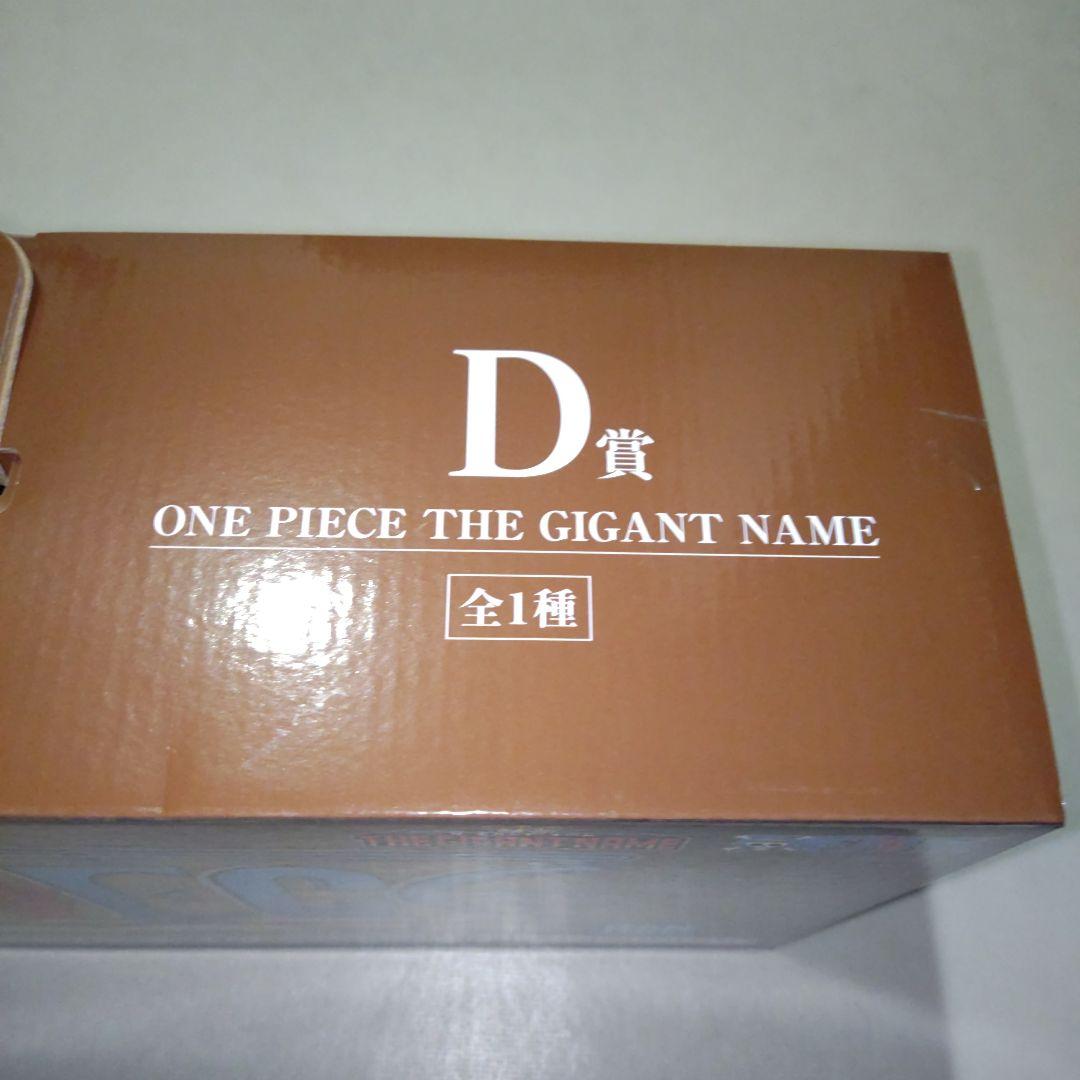 D賞
ONE PIECE THE GIGANT NAME
全1種
THE GIGANT NAME